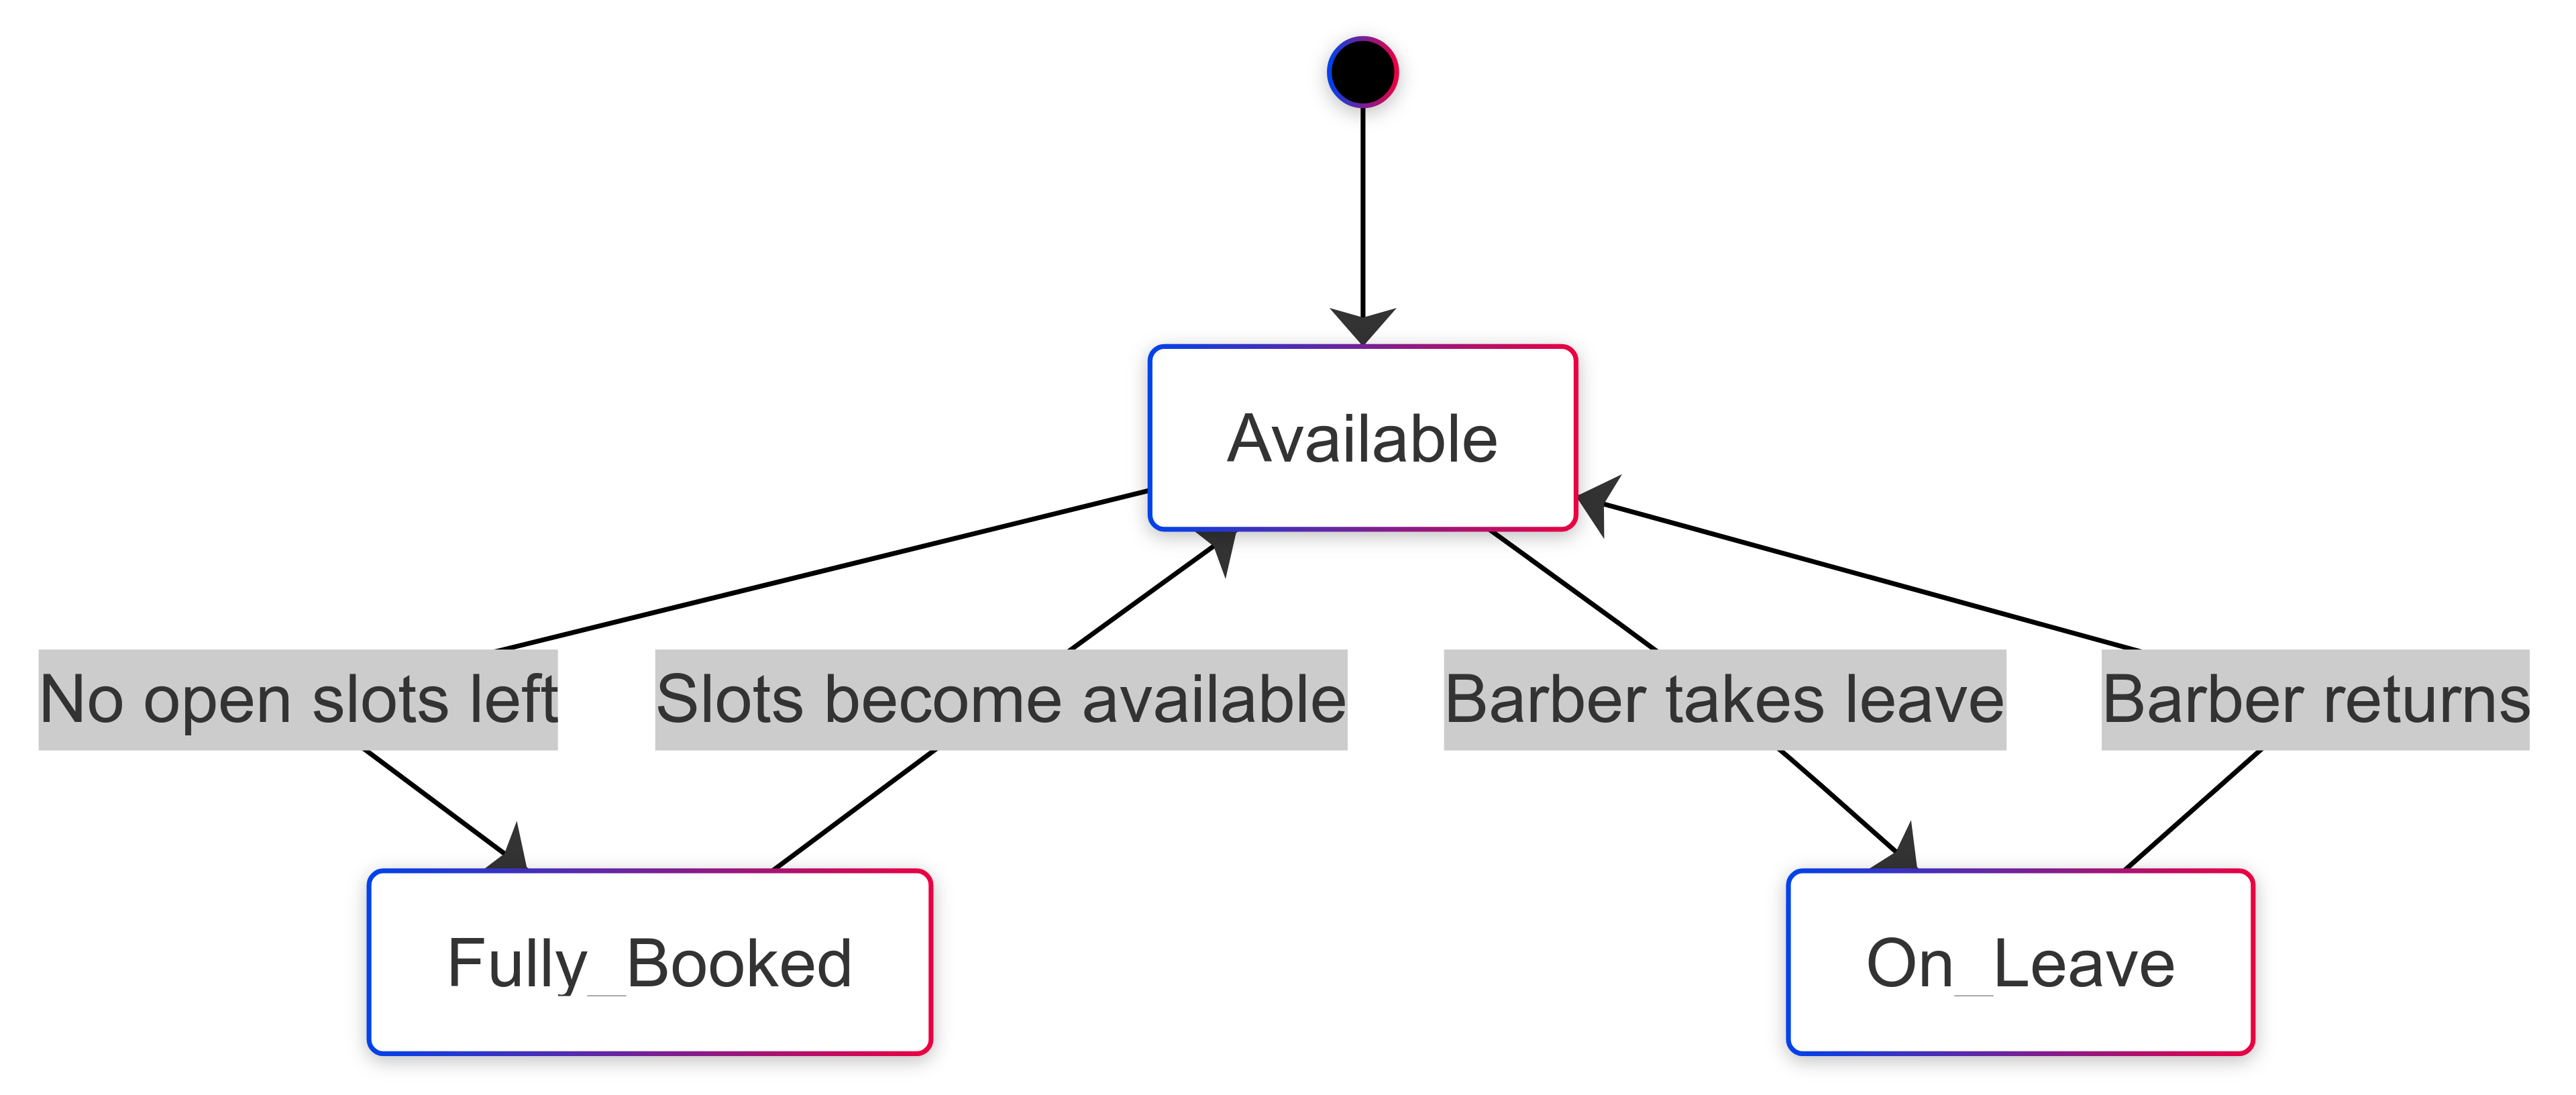 Available
No open slots left
Slots become available
Barber takes leave
Barber returns
Fully_Booked
On_Leave